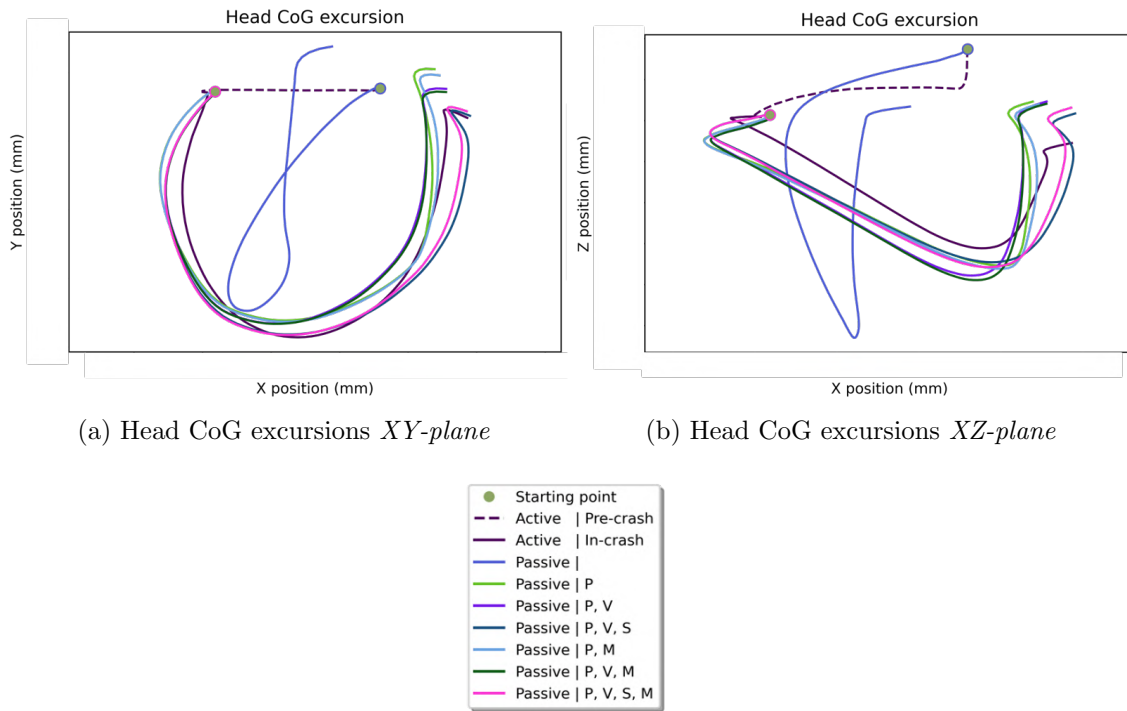 Head CoG excursion
Y position (mm)
X position (mm)
(a) Head CoG excursions XY-plane
Head CoG excursion
Z position (mm)
X position (mm)
(b) Head CoG excursions XZ-plane
Starting point
Active | Pre-crash
Active | In-crash
Passive |
Passive | P
Passive | P, V
Passive | P, V, S
Passive | P, M
Passive | P, V, M
Passive | P, V, S, M